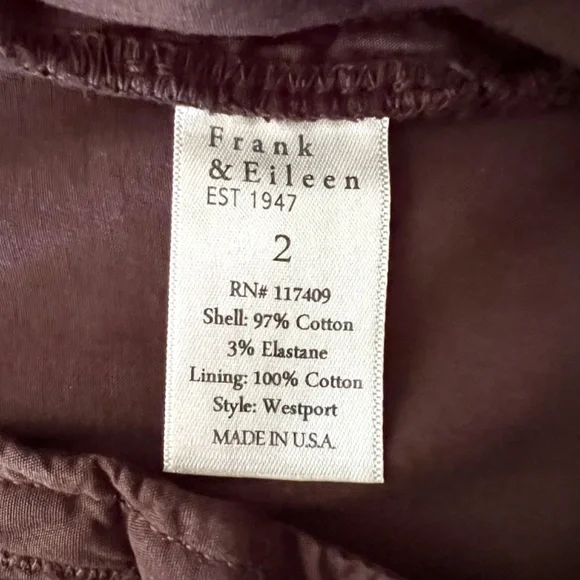 Frank
& Eileen
EST 1947
2
RN# 117409
Shell: 97% Cotton
3% Elastane
Lining: 100% Cotton
Style: Westport
MADE IN U.S.A.